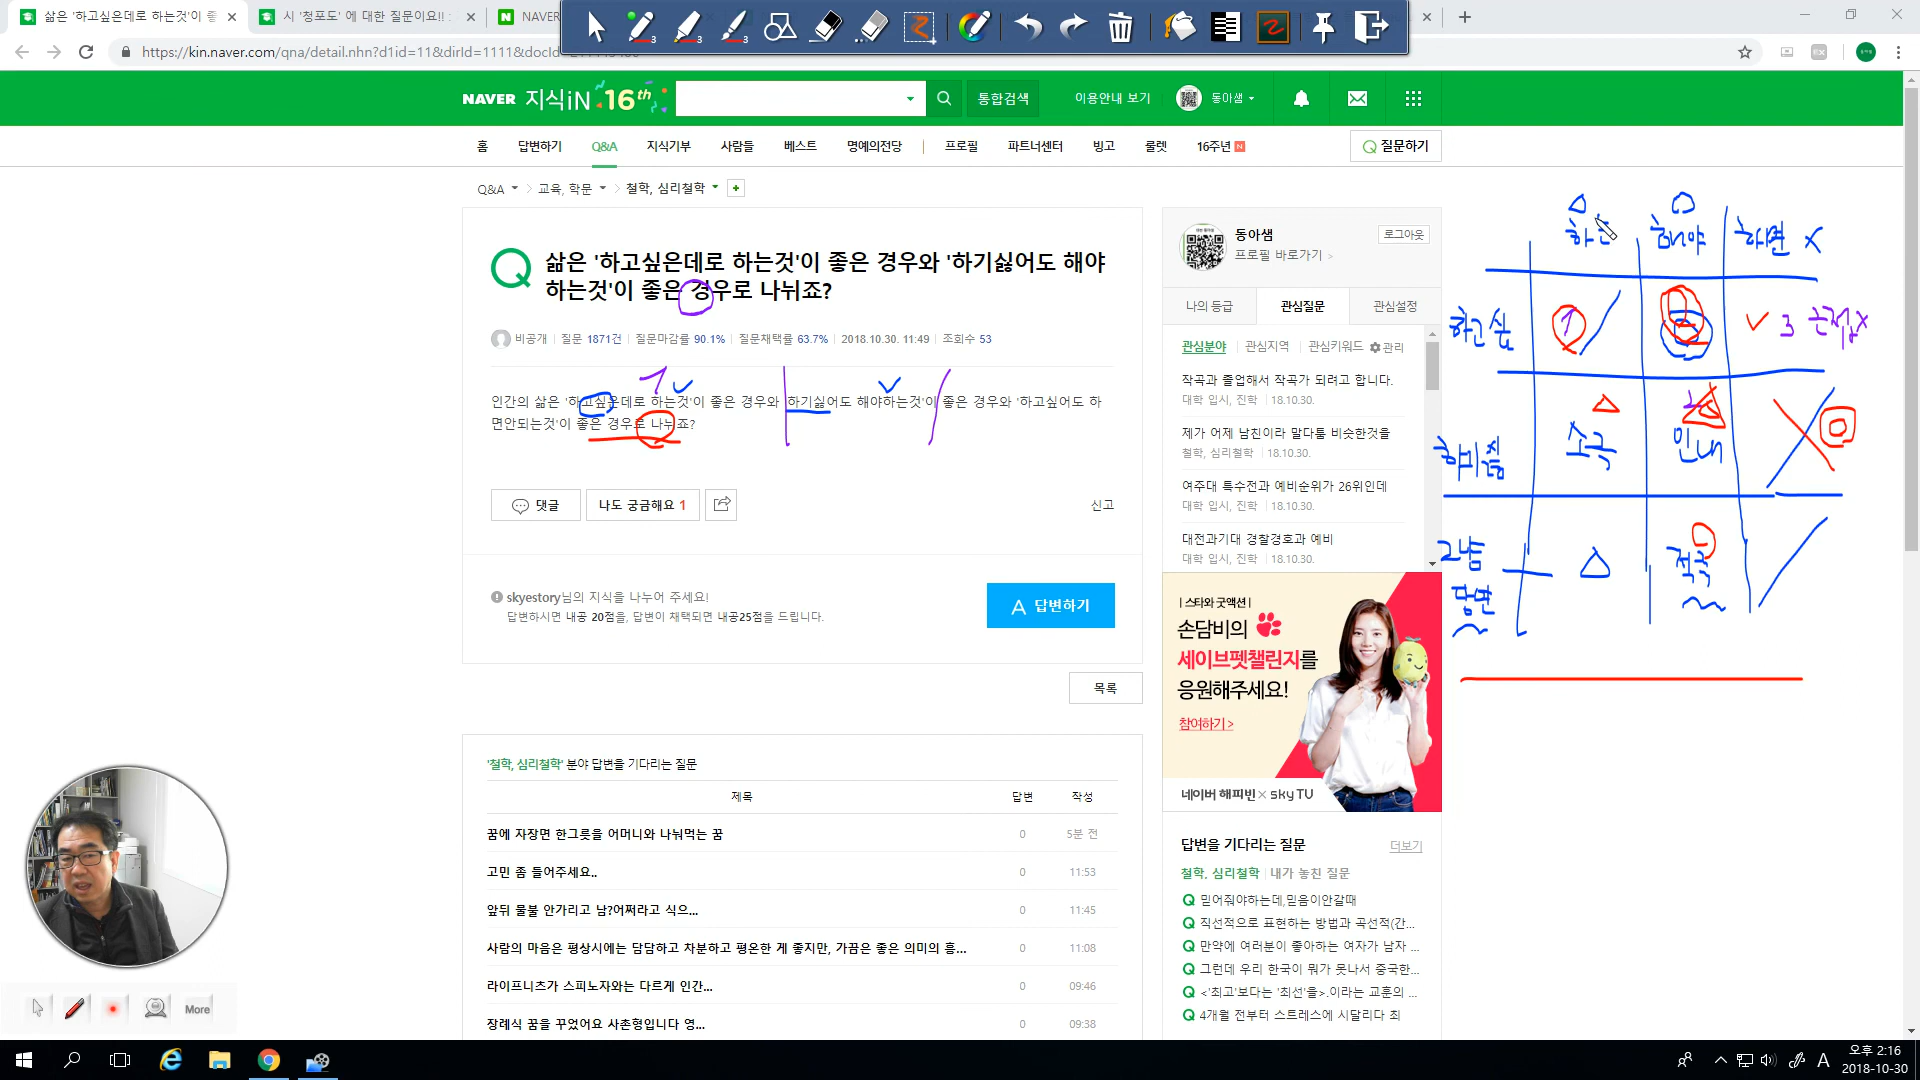 삶은 '하고싶은데로 하는것'이 좋
시 '청포도' 에 대한 질문이요!! :
NAVER
https://kin.naver.com/qna/detail.nhn?d1id=11&dirId=1111&docId
NAVER 지식iN 16th
통합검색
이용안내 보기
동아샘
홈 답변하기 Q&A 지식기부 사람들 베스트 명예의전당 프로필 파트너센터 빙고 룰렛 16주년 N
질문하기
Q&A 교육, 학문 철학, 심리철학
삶은 '하고싶은데로 하는것'이 좋은 경우와 '하기싫어도 해야
하는것'이 좋은 경우로 나뉘죠?
비공개 질문 1871건 질문마감률 90.1% 질문채택률 63.7% 2018.10.30. 11:49 조회수 53
인간의 삶은 '하고싶은데로 하는것'이 좋은 경우와 '하기싫어도 해야하는것'이 좋은 경우와 '하고싶어도 하
면안되는것'이 좋은 경우로 나뉘죠?
댓글
나도 궁금해요 1
신고
skyestory님의 지식을 나누어 주세요!
답변하시면 내공 20점을, 답변이 채택되면 내공25점을 드립니다.
답변하기
목록
'철학, 심리철학' 분야 답변을 기다리는 질문
제목 답변 작성
꿈에 자장면 한그릇을 어머니와 나눠먹는 꿈 0 5분 전
고민 좀 들어주세요.. 0 11:53
앞뒤 물불 안가리고 남?어쩌라고 식으... 0 11:45
사람의 마음은 평상시에는 담담하고 차분하고 평온한 게 좋지만, 가끔은 좋은 의미의 흥... 0 11:08
라이프니츠가 스피노자와는 다르게 인간... 0 09:46
장례식 꿈을 꾸었어요 사촌형입니다 영... 0 09:38
동아샘
로그아웃
프로필 바로가기 >
나의 등급 관심질문 관심설정
관심분야 관심지역 관심키워드 관리
작곡과 졸업해서 작곡가 되려고 합니다.
대학 입시, 진학 18.10.30.
제가 어제 남친이라 말다툼 비슷한것을
철학, 심리철학 18.10.30.
여주대 특수전과 예비순위가 26위인데
대학 입시, 진학 18.10.30.
대전과기대 경찰경호과 예비
대학 입시, 진학 18.10.30.
스타와 굿액션
손담비의
세이브펫챌린지를
응원해주세요!
참여하기 >
네이버 해피빈 × sky TU
답변을 기다리는 질문 더보기
철학, 심리철학 내가 놓친 질문
믿어줘야하는데,믿음이안갈때
직선적으로 표현하는 방법과 곡선적(간...
만약에 여러분이 좋아하는 여자가 남자 ...
그런데 우리 한국이 뭐가 못나서 중국한...
<'최고'보다는 '최선'을>.이라는 교훈의 ...
4개월 전부터 스트레스에 시달리다 최
해야 하면 X
하고 싶
1
3
소극 인내
그냥
당연
적극
More
A
오후 2:16
2018-10-30